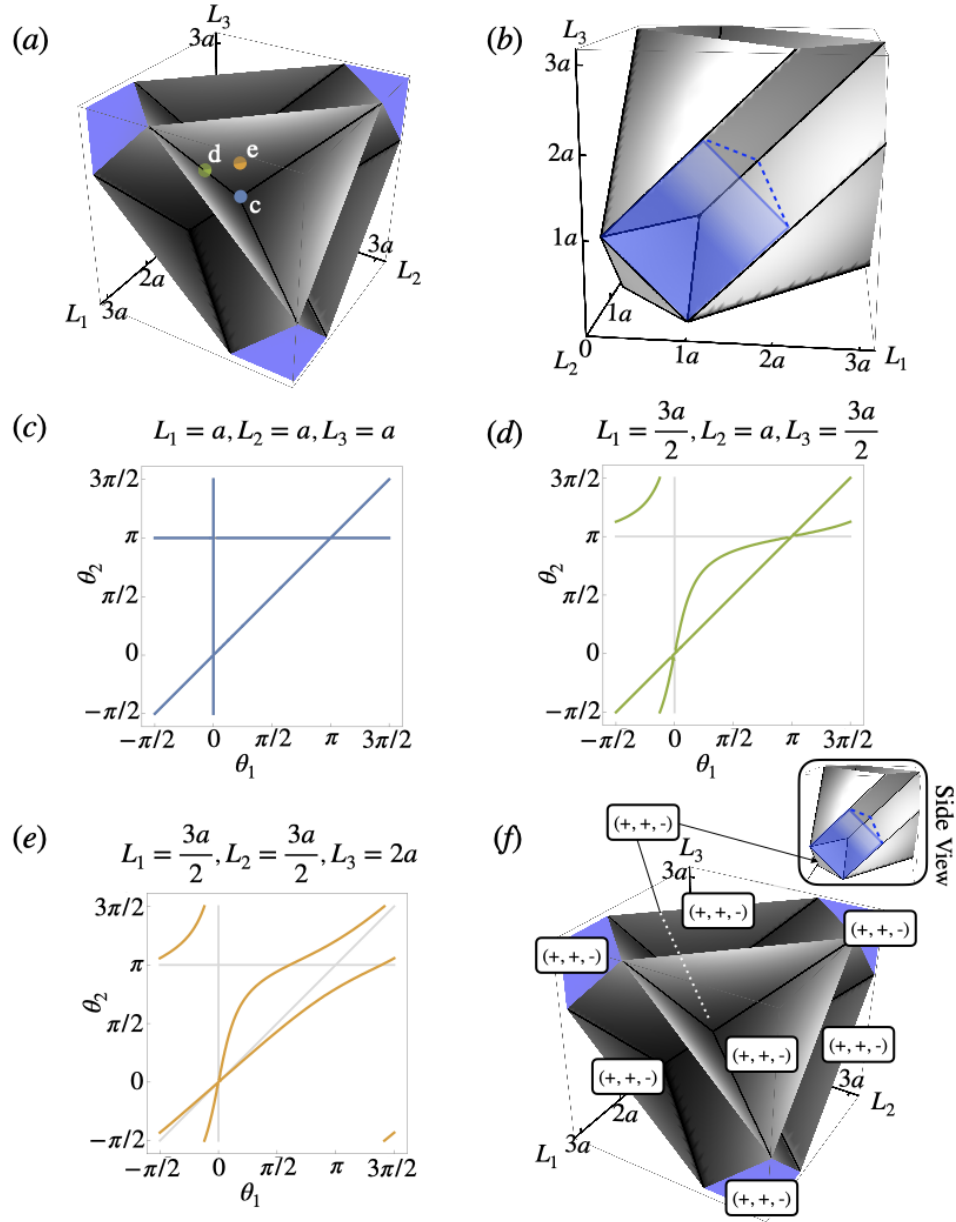 (a)
L3
3a
d
e
c
3a
L2
2a
L1
3a
(b)
L3
3a
2a
1a
1a
L2
0
1a
2a
3a
L1
(c)
L1 = a, L2 = a, L3 = a
3π/2
π
θ2
π/2
0
−π/2
−π/2 0 π/2 π 3π/2
θ1
(d)
L1 = 3a/2, L2 = a, L3 = 3a/2
3π/2
π
θ2
π/2
0
−π/2
−π/2 0 π/2 π 3π/2
θ1
(e)
L1 = 3a/2, L2 = 3a/2, L3 = 2a
3π/2
π
θ2
π/2
0
−π/2
−π/2 0 π/2 π 3π/2
θ1
(f)
Side View
(+, +, -)
L3
3a
(+, +, -)
(+, +, -)
(+, +, -)
(+, +, -)
(+, +, -)
(+, +, -)
3a
L2
2a
L1
3a
(+, +, -)